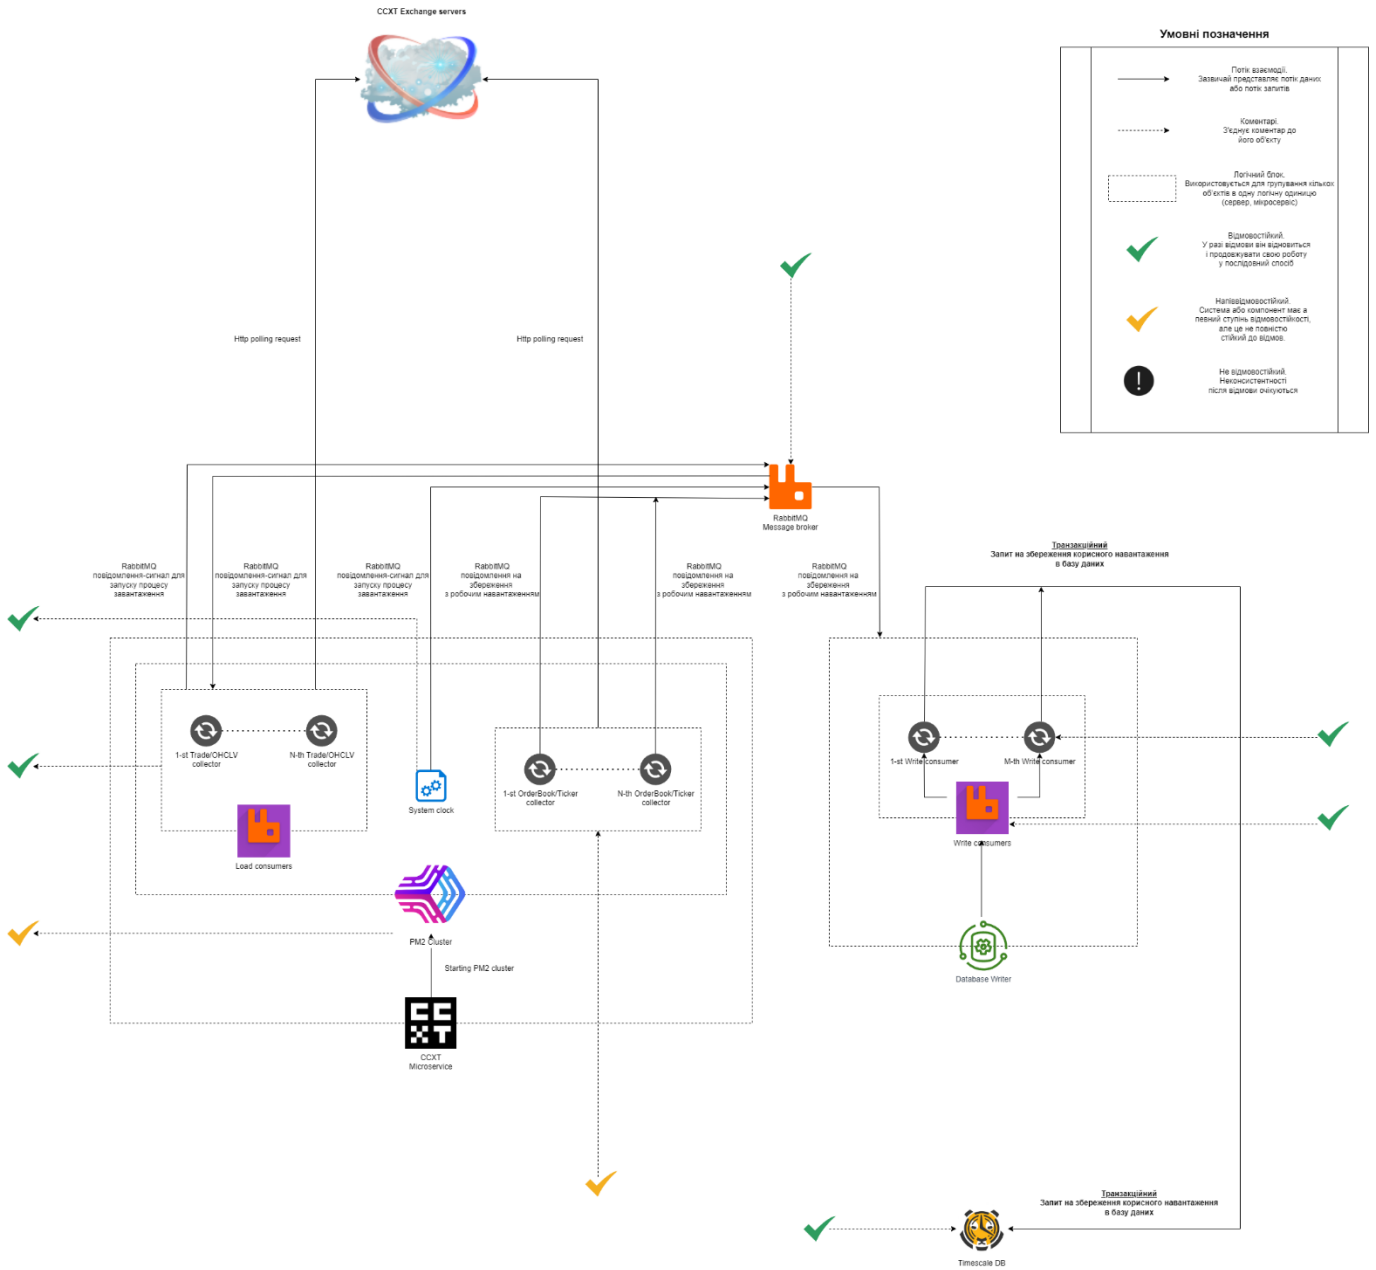 CCXT Exchange servers
Умовні позначення
Потік взаємодії.
Зазвичай представляє потік даних
або потік запитів
Коментарі.
З'єднує коментар до
його об'єкту
Логічний блок.
Використовується для групування кількох
об'єктів в одну логічну одиницю
(сервер, мікросервіс)
Відмовостійкий.
У разі відмови він відновиться
і продовжувати свою роботу
у послідовний спосіб
Напіввідмовостійкий.
Система або компонент має а
певний ступінь відмовостійкості,
але це не повністю
стійкий до відмов.
Не відмовостійкий.
Неконсистентності
після відмови очікуються
Http polling request
Http polling request
RabbitMQ
Message broker
Транзакційний
Запит на збереження корисного навантаження
в базу даних
RabbitMQ
повідомлення-сигнал для
запуску процесу
завантаження
RabbitMQ
повідомлення-сигнал для
запуску процесу
завантаження
RabbitMQ
повідомлення-сигнал для
запуску процесу
завантаження
RabbitMQ
повідомлення на
збереження
з робочим навантаженням
RabbitMQ
повідомлення на
збереження
з робочим навантаженням
RabbitMQ
повідомлення на
збереження
з робочим навантаженням
1-st Trade/OHCLV
collector
N-th Trade/OHCLV
collector
System clock
1-st OrderBook/Ticker
collector
N-th OrderBook/Ticker
collector
Load consumers
1-st Write consumer
M-th Write consumer
Write consumers
PM2 Cluster
Starting PM2 cluster
CCXT
CCXT
Microservice
Database Writer
Транзакційний
Запит на збереження корисного навантаження
в базу даних
Timescale DB